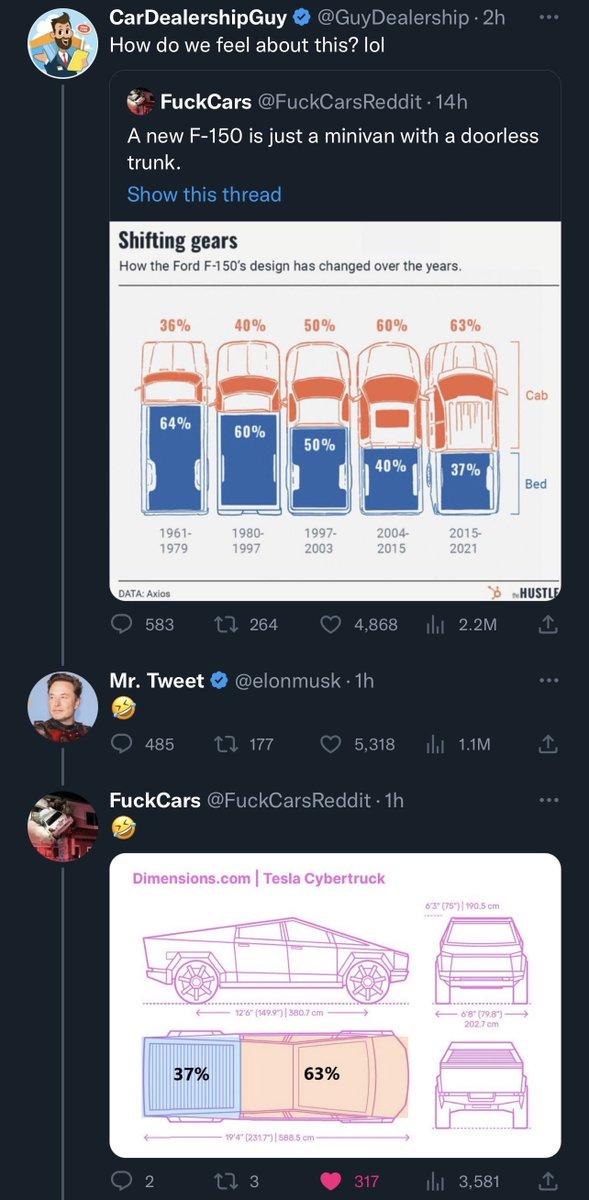 CarDealershipGuy @GuyDealership · 2h
How do we feel about this? lol
FuckCars @FuckCarsReddit · 14h
A new F-150 is just a minivan with a doorless
trunk.
Show this thread
Shifting gears
How the Ford F-150's design has changed over the years.
36% 40% 50% 60% 63%
Cab
64% 60% 50% 40% 37%
Bed
1961-1979 1980-1997 1997-2003 2004-2015 2015-2021
DATA: Axios
the HUSTLE
583 264 4,868 2.2M
Mr. Tweet @elonmusk · 1h
🤣
485 177 5,318 1.1M
FuckCars @FuckCarsReddit · 1h
🤣
Dimensions.com | Tesla Cybertruck
6'3" (75") | 190.5 cm
12'6" (149.9") | 380.7 cm
6'8" (79.8")
202.7 cm
37% 63%
19'4" (231.7") | 588.5 cm
2 3 317 3,581